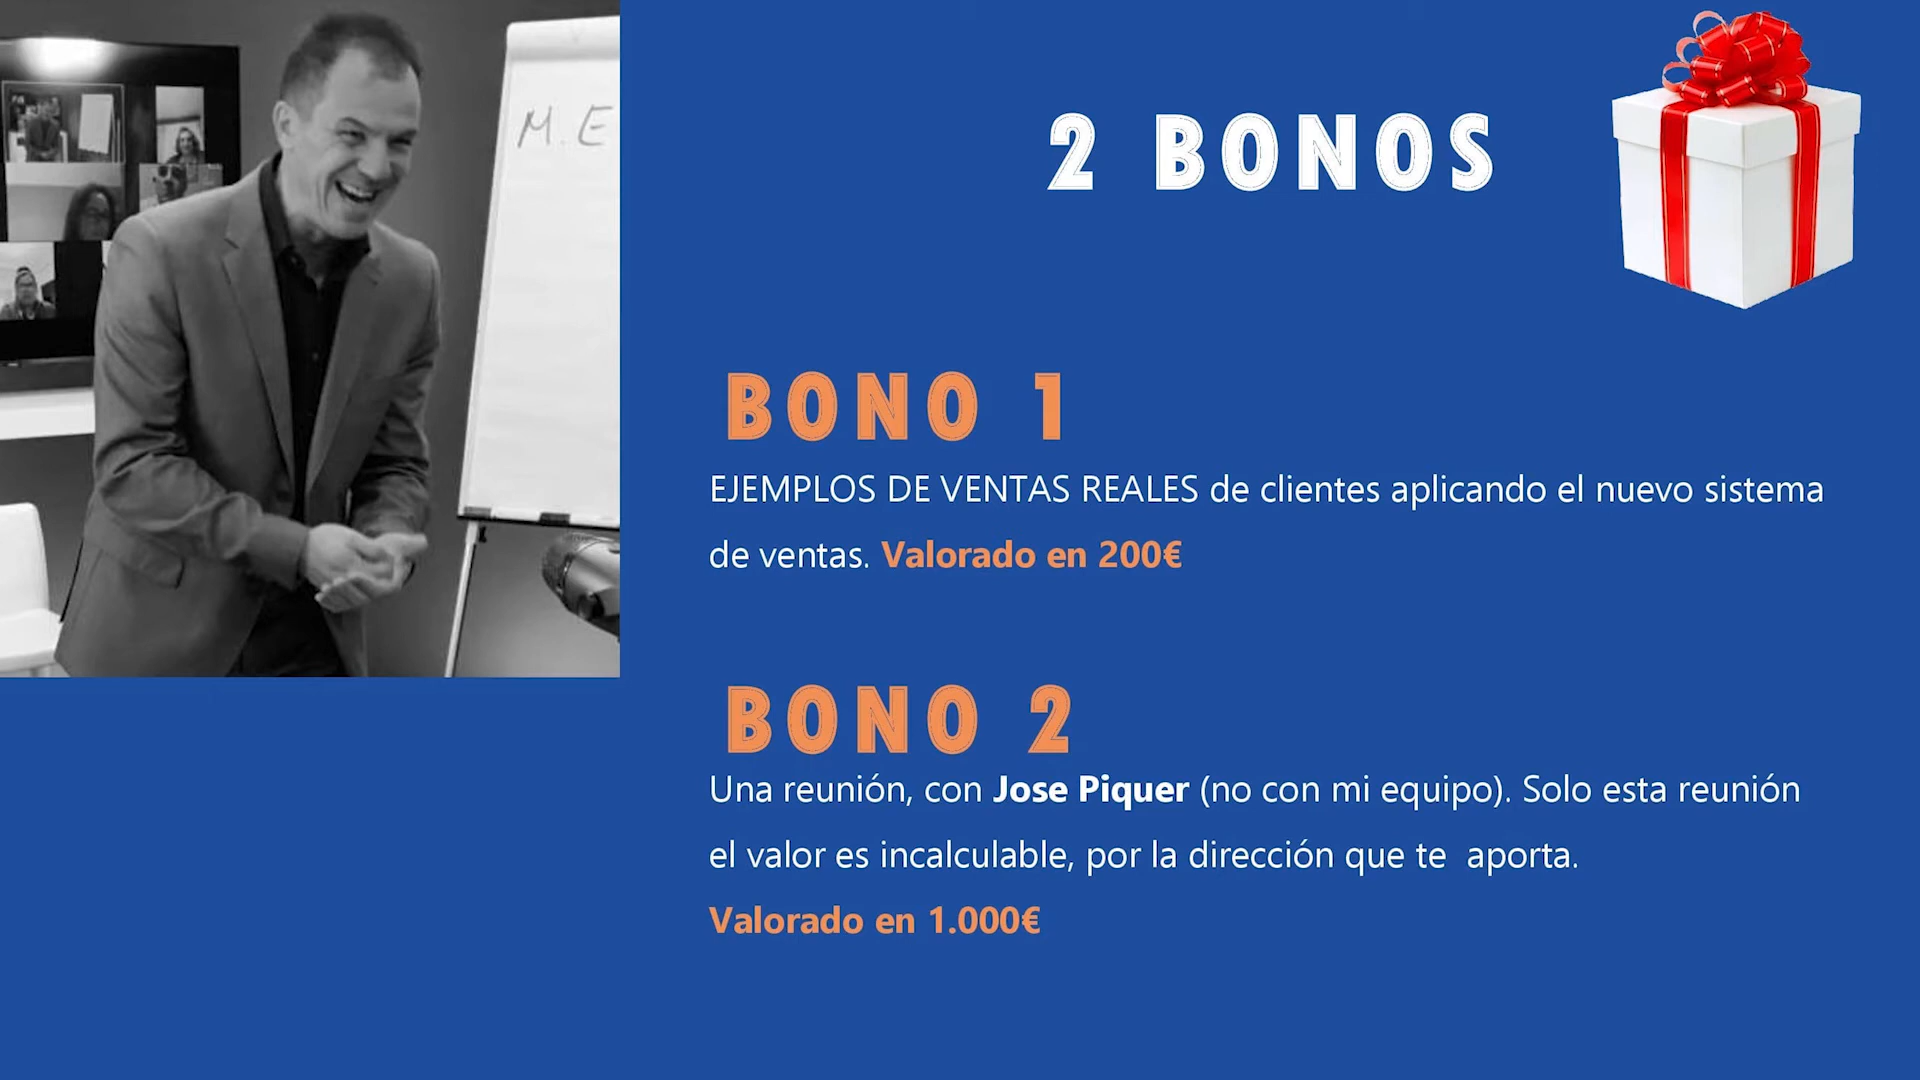 M.E
2 BONOS
BONO 1
EJEMPLOS DE VENTAS REALES de clientes aplicando el nuevo sistema
de ventas. Valorado en 200€
BONO 2
Una reunión, con Jose Piquer (no con mi equipo). Solo esta reunión
el valor es incalculable, por la dirección que te aporta.
Valorado en 1.000€